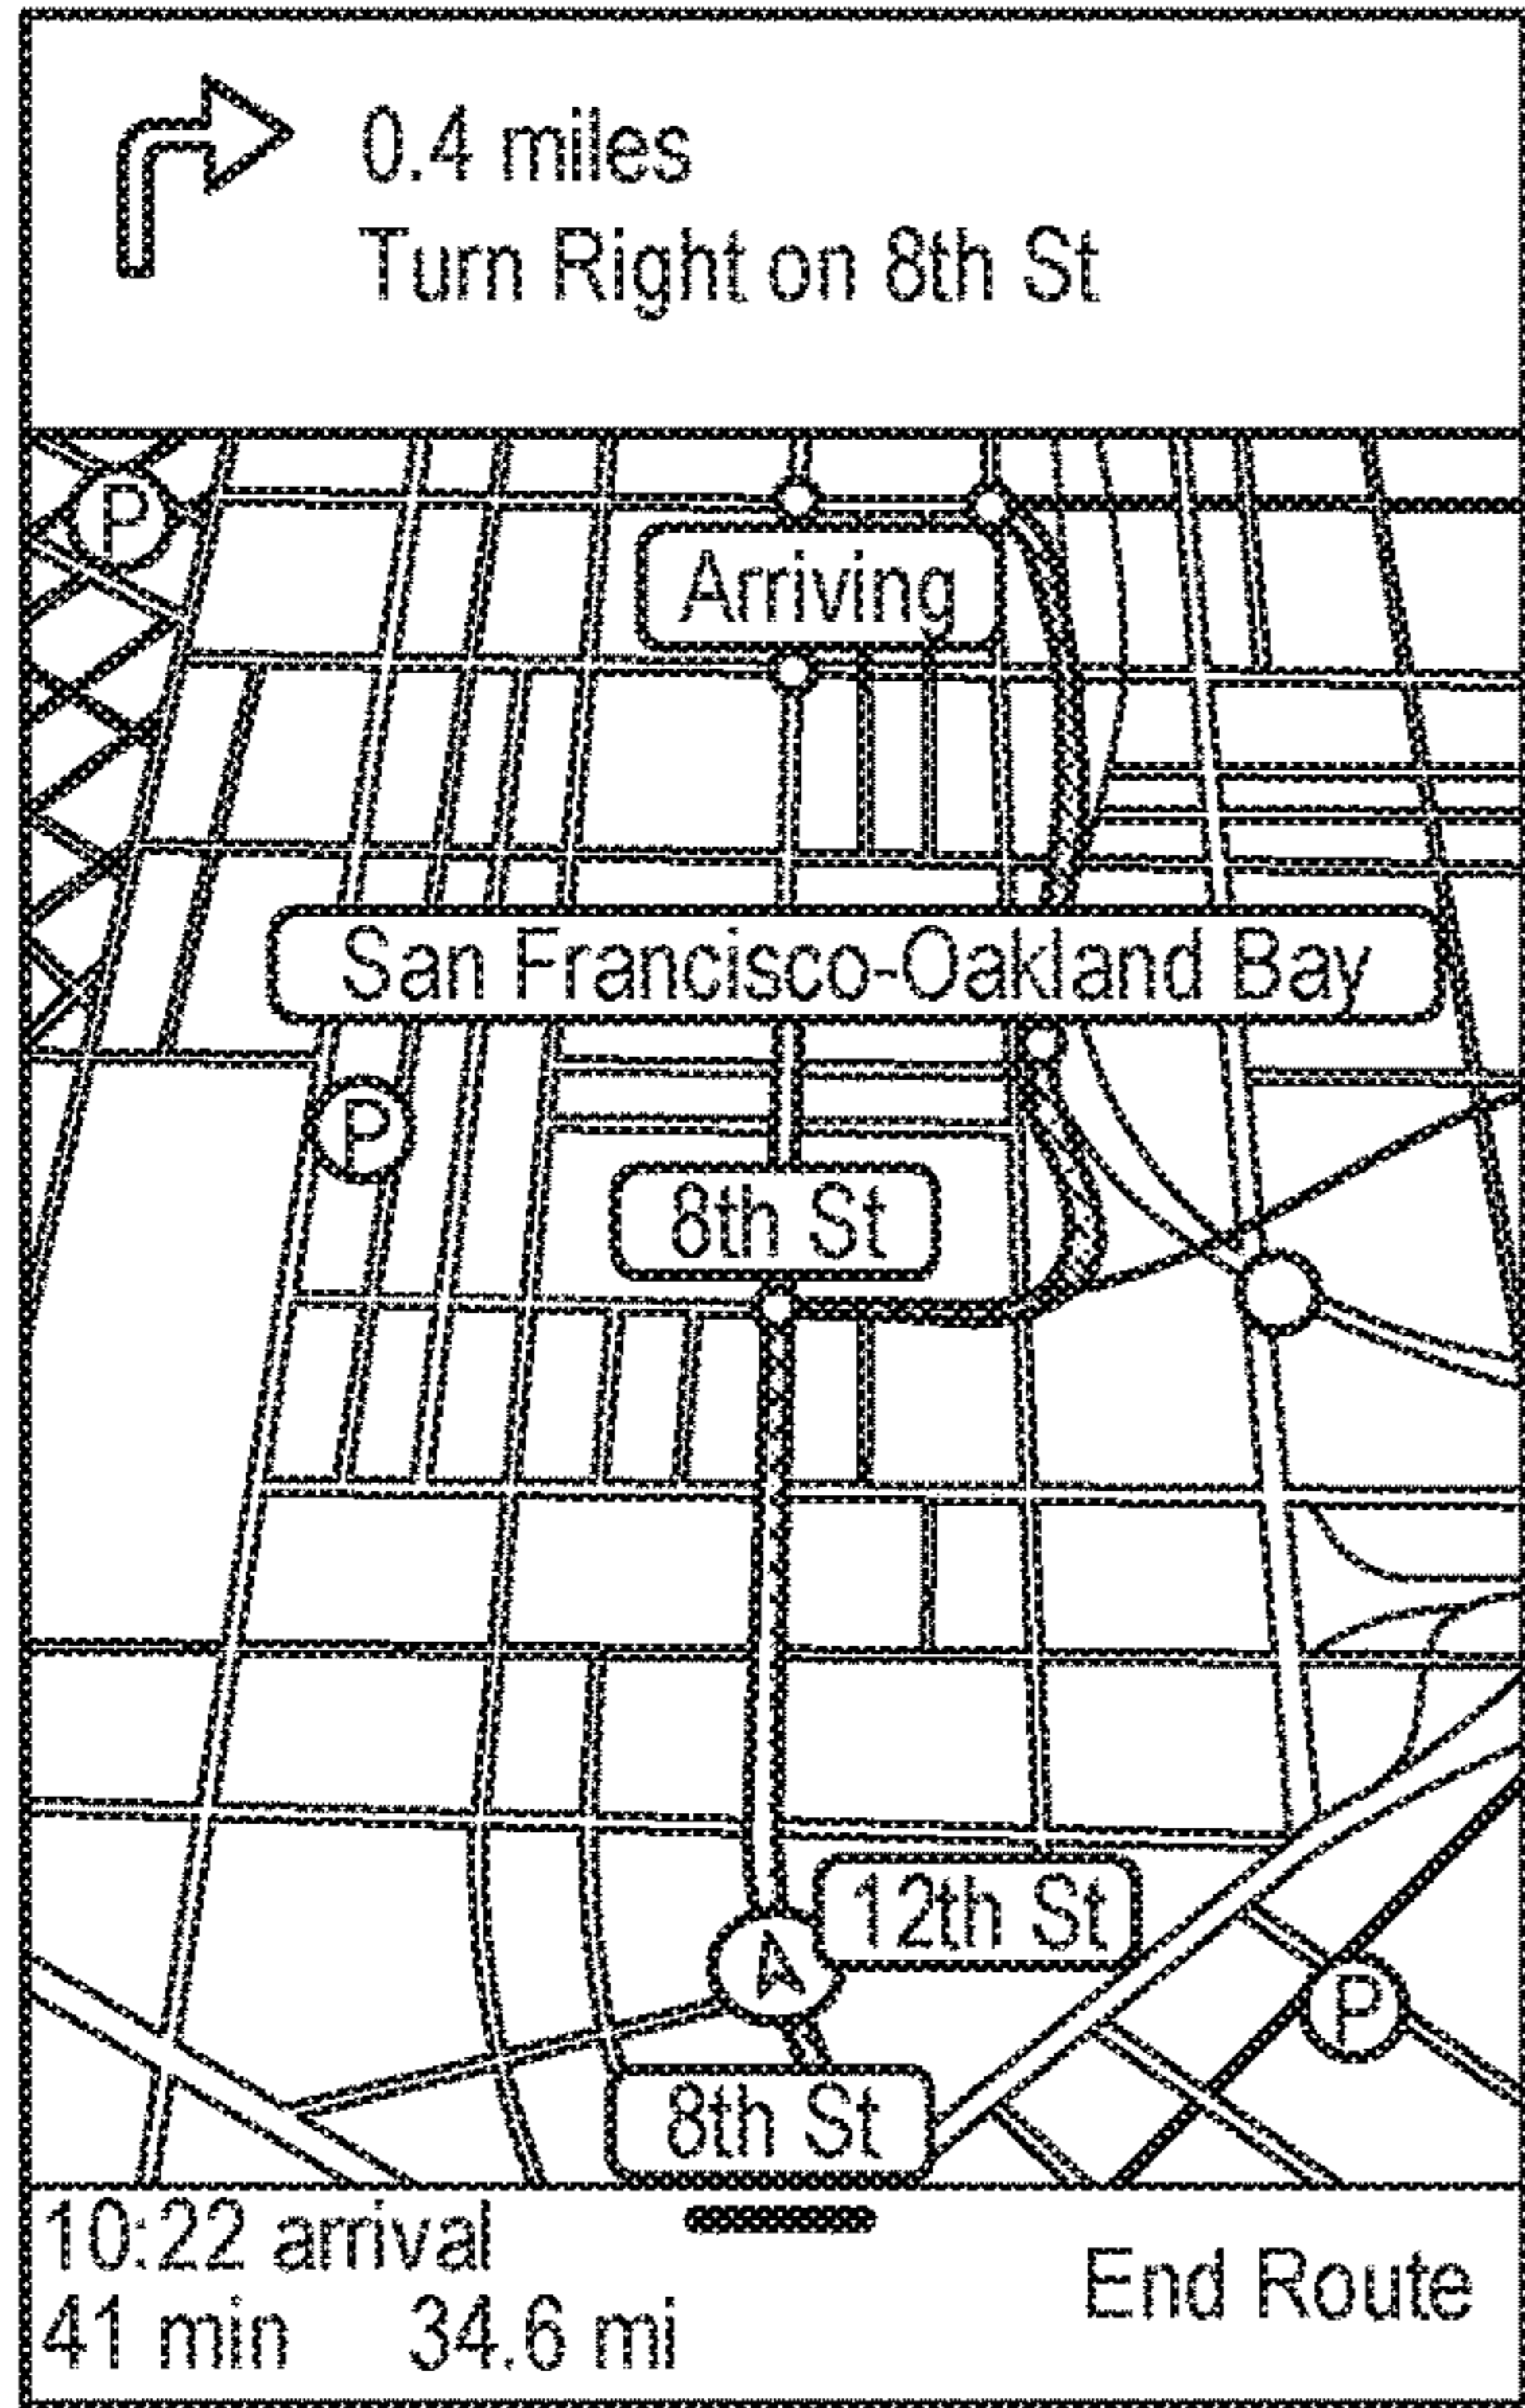 0.4 miles
Turn Right on 8th St
P
Arriving
San Francisco-Oakland Bay
P
8th St
12th St
P
8th St
10:22 arrival
41 min 34.6 mi
End Route